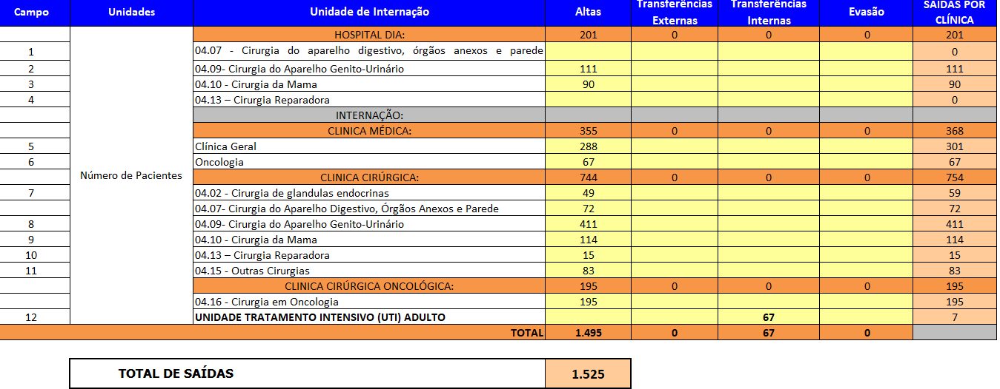 Campo Unidades Unidade de Internação Altas Transferências Externas Transferências Internas Evasão SAÍDAS POR CLÍNICA
HOSPITAL DIA: 201 0 0 0 201
1 04.07 - Cirurgia do aparelho digestivo, órgãos anexos e parede 0
2 04.09- Cirurgia do Aparelho Genito-Urinário 111 111
3 04.10 - Cirurgia da Mama 90 90
4 04.13 – Cirurgia Reparadora 0
INTERNAÇÃO:
CLINICA MÉDICA: 355 0 0 0 368
5 Clínica Geral 288 301
6 Oncologia 67 67
Número de Pacientes
CLINICA CIRÚRGICA: 744 0 0 0 754
7 04.02 - Cirurgia de glandulas endocrinas 49 59
04.07- Cirurgia do Aparelho Digestivo, Órgãos Anexos e Parede 72 72
8 04.09- Cirurgia do Aparelho Genito-Urinário 411 411
9 04.10 - Cirurgia da Mama 114 114
10 04.13 – Cirurgia Reparadora 15 15
11 04.15 - Outras Cirurgias 83 83
CLINICA CIRÚRGICA ONCOLÓGICA: 195 0 0 0 195
04.16 - Cirurgia em Oncologia 195 195
12 UNIDADE TRATAMENTO INTENSIVO (UTI) ADULTO 67 7
TOTAL 1.495 0 67 0
TOTAL DE SAÍDAS 1.525